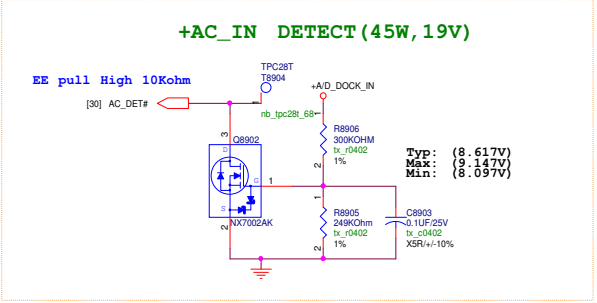 +AC_IN DETECT(45W,19V)
TPC28T
T8904
EE pull High 10Kohm
+A/D_DOCK_IN
[30] AC_DET#
1
nb_tpc28t_68
1
R8906
300KOHM
tx_r0402
1%
2
3
Q8902
D
G
S
1
2
NX7002AK
Typ: (8.617V)
Max: (9.147V)
Min: (8.097V)
1
R8905
249KOhm
tx_r0402
1%
2
C8903
0.1UF/25V
tx_c0402
X5R/+/-10%